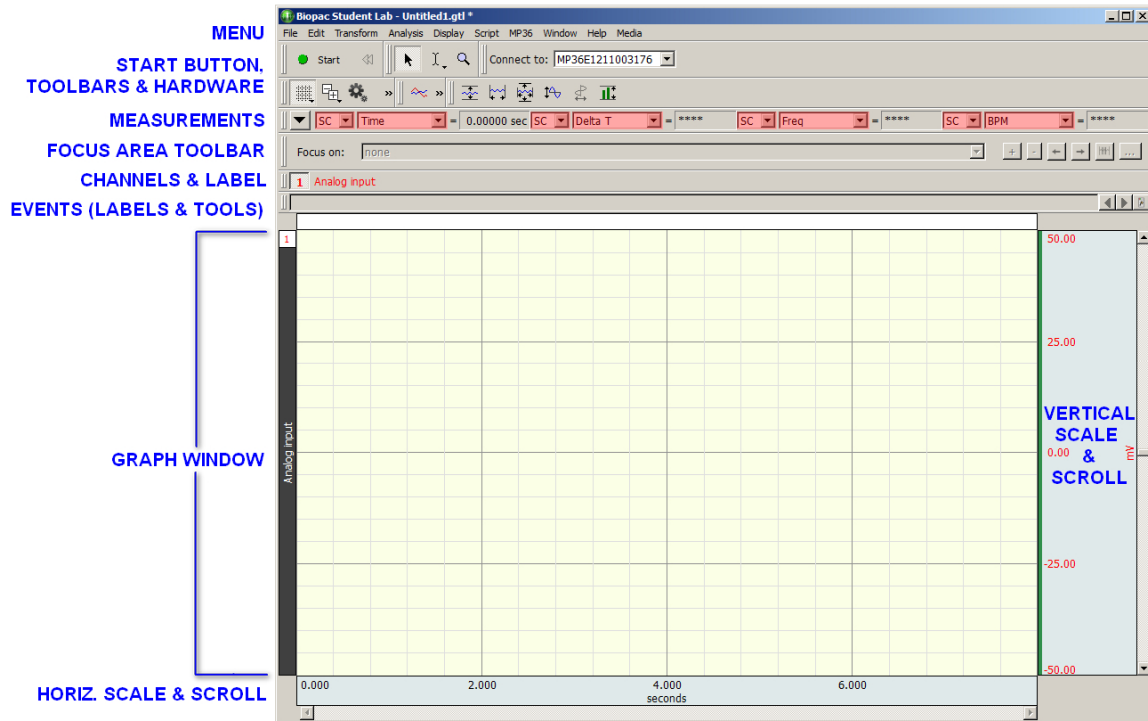 Biopac Student Lab - Untitled1.gtl *
MENU
File Edit Transform Analysis Display Script MP36 Window Help Media
START BUTTON,
TOOLBARS & HARDWARE
Start Connect to: MP36E1211003176
MEASUREMENTS
SC Time = 0.00000 sec SC Delta T = **** SC Freq = **** SC BPM = ****
FOCUS AREA TOOLBAR
Focus on: none + - ← → ...
CHANNELS & LABEL
1 Analog input
EVENTS (LABELS & TOOLS)
1
50.00
25.00
VERTICAL
SCALE
&
SCROLL
0.00
mV
Analog input
GRAPH WINDOW
-25.00
-50.00
HORIZ. SCALE & SCROLL
0.000 2.000 4.000 6.000
seconds